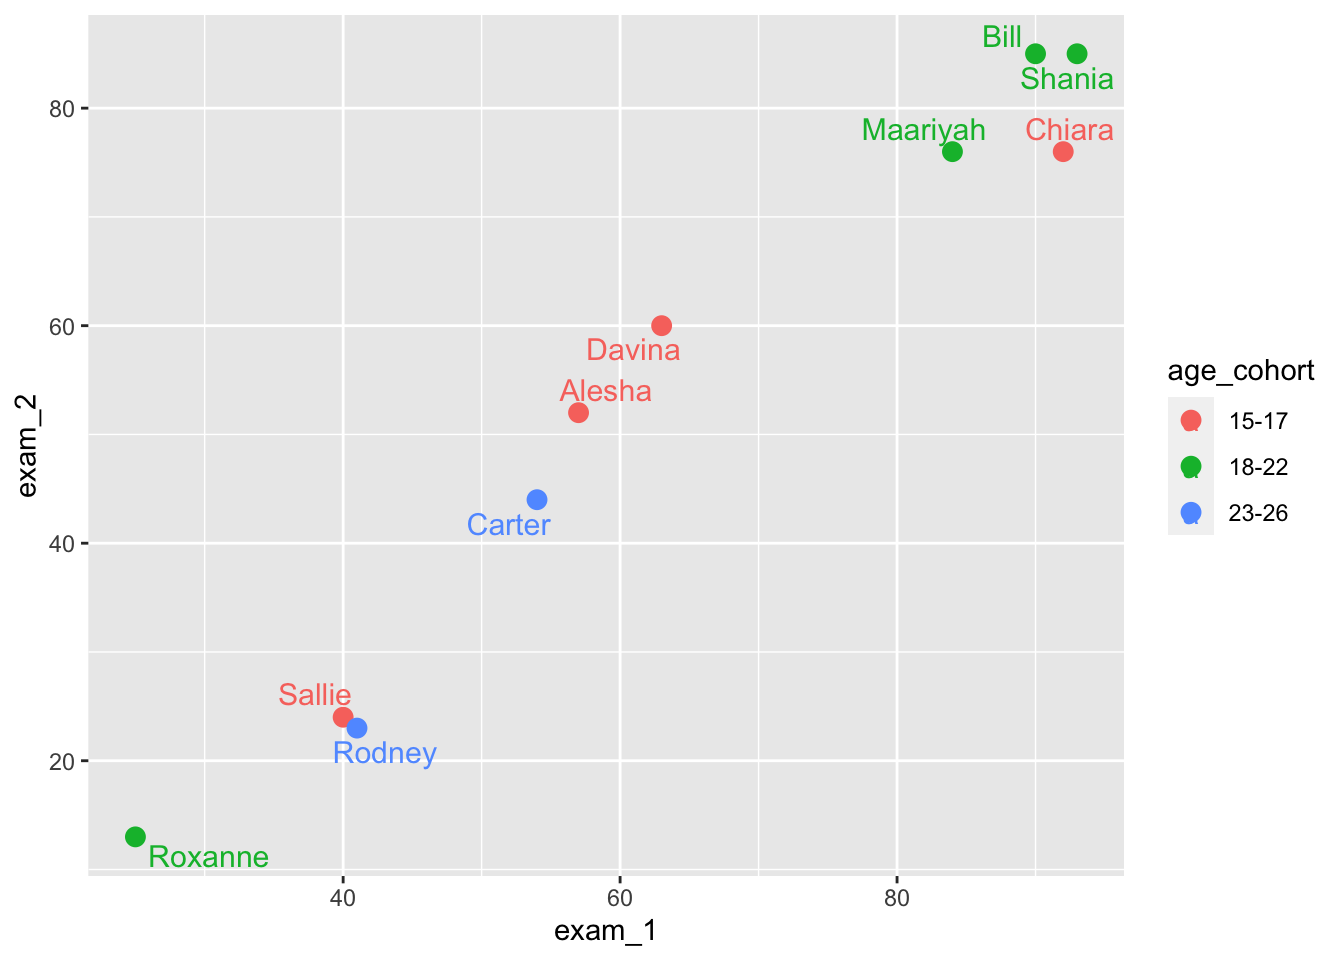 Bill
Shania
80
Maariyah
Chiara
60
Davina
Alesha
exam_2
age_cohort
15-17
18-22
23-26
Carter
40
Sallie
Rodney
20
Roxanne
40
60
80
exam_1